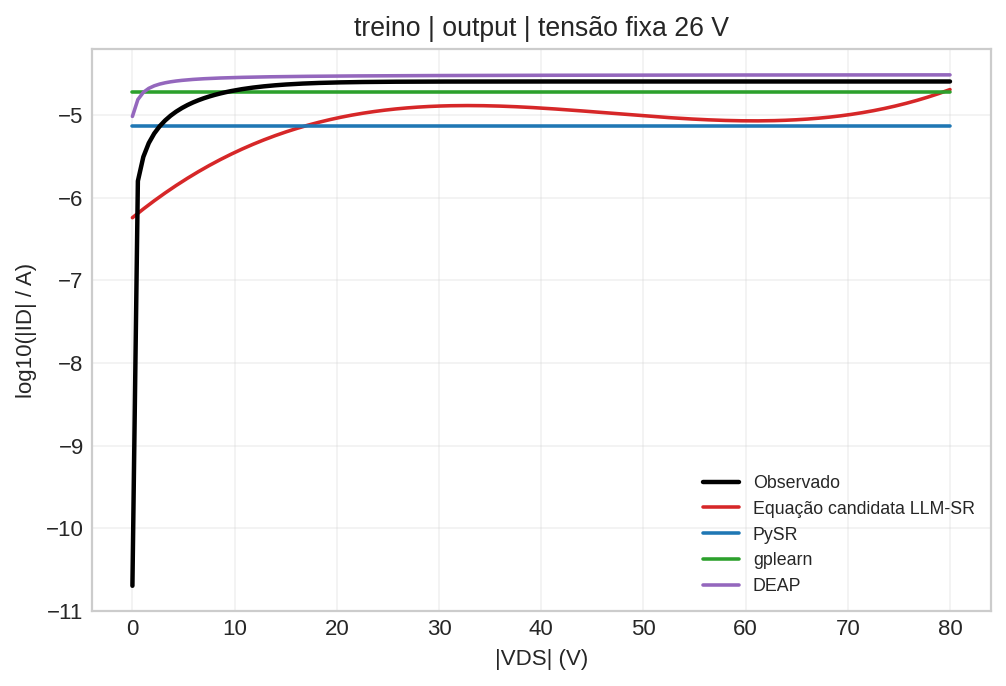 treino | output | tensão fixa 26 V
log10(|ID| / A)
−5
−6
−7
−8
−9
−10
−11
Observado
Equação candidata LLM-SR
PySR
gplearn
DEAP
0 10 20 30 40 50 60 70 80
|VDS| (V)